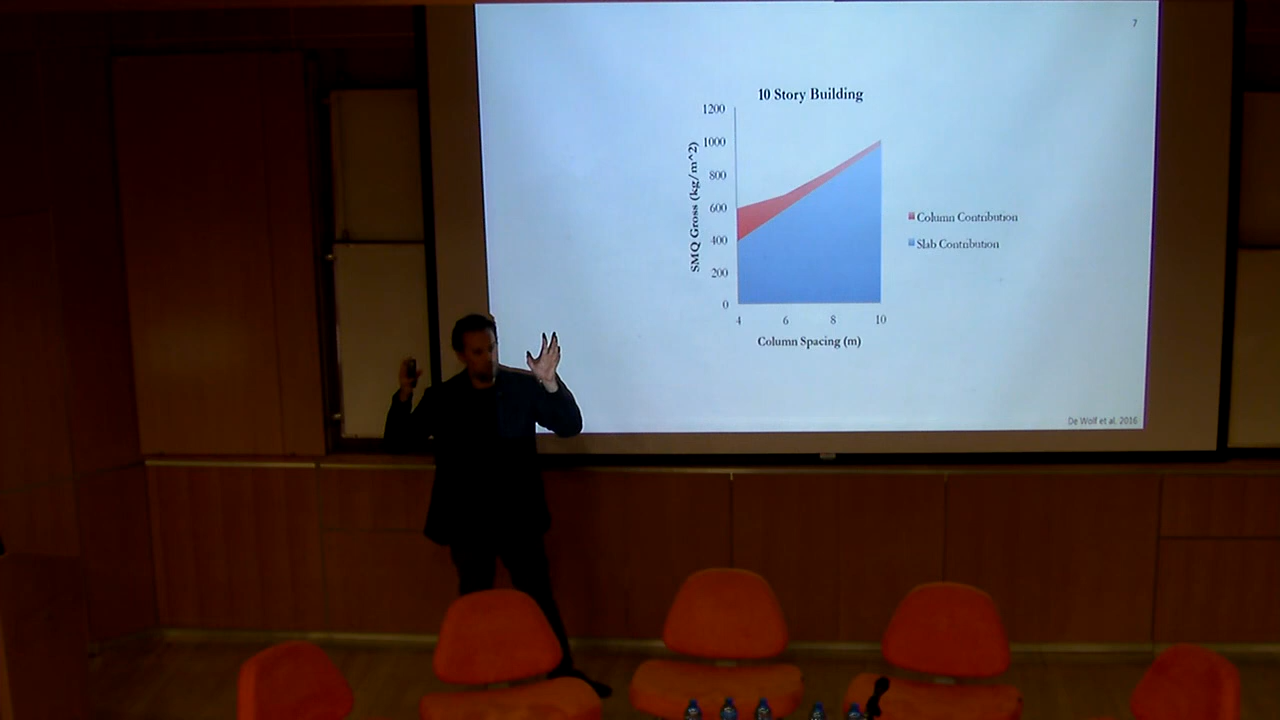 7
10 Story Building
1200
1000
800
600
400
200
0
SMQ Gross (kg/m^2)
4 6 8 10
Column Spacing (m)
Column Contribution
Slab Contribution
De Wolf et al. 2016